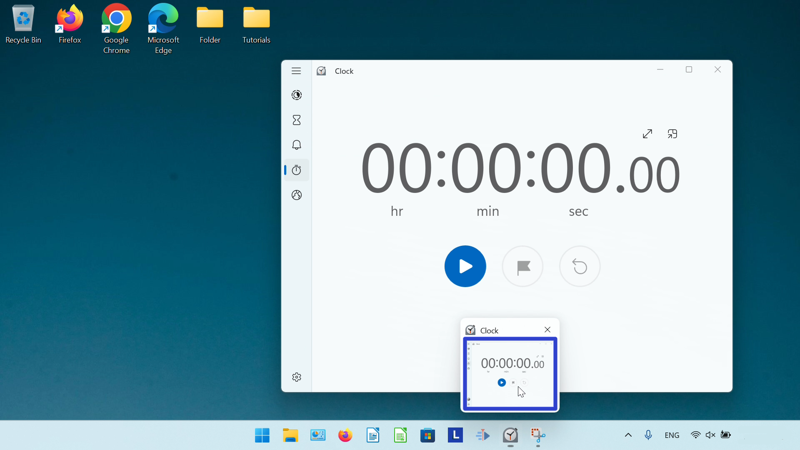 Recycle Bin
Firefox
Google
Chrome
Microsoft
Edge
Folder
Tutorials
Clock
00:00:00.00
hr min sec
Clock
00:00:00.00
L
ENG